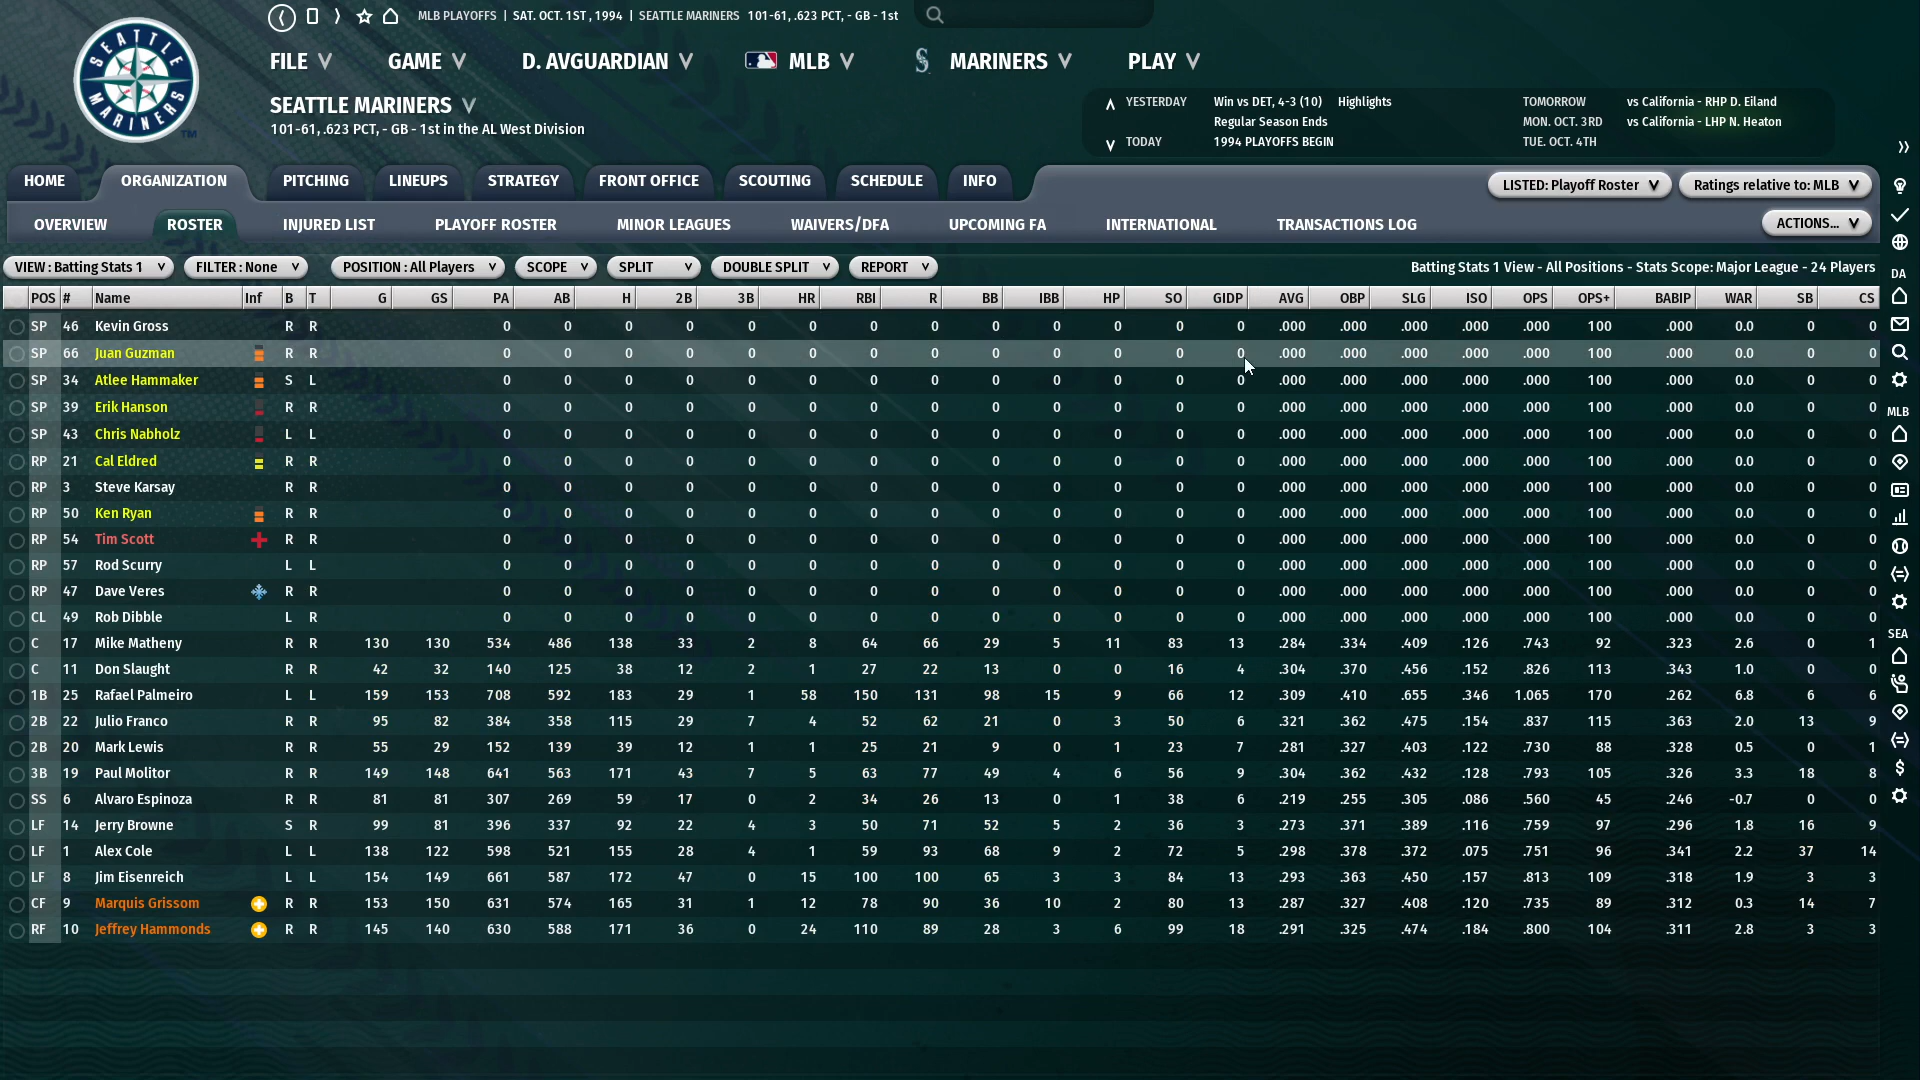 MLB PLAYOFFS | SAT. OCT. 1ST , 1994 | SEATTLE MARINERS 101-61, .623 PCT, - GB - 1st
SEATTLE MARINERS TM
FILE GAME D. AVGUARDIAN MLB MARINERS PLAY
SEATTLE MARINERS
101-61, .623 PCT, - GB - 1st in the AL West Division
YESTERDAY Win vs DET, 4-3 (10) Highlights TOMORROW vs California - RHP D. Eiland
Regular Season Ends MON. OCT. 3RD vs California - LHP N. Heaton
TODAY 1994 PLAYOFFS BEGIN TUE. OCT. 4TH
HOME ORGANIZATION PITCHING LINEUPS STRATEGY FRONT OFFICE SCOUTING SCHEDULE INFO LISTED: Playoff Roster Ratings relative to: MLB
OVERVIEW ROSTER INJURED LIST PLAYOFF ROSTER MINOR LEAGUES WAIVERS/DFA UPCOMING FA INTERNATIONAL TRANSACTIONS LOG ACTIONS...
VIEW : Batting Stats 1 FILTER : None POSITION : All Players SCOPE SPLIT DOUBLE SPLIT REPORT Batting Stats 1 View - All Positions - Stats Scope: Major League - 24 Players
POS # Name Inf B T G GS PA AB H 2B 3B HR RBI R BB IBB HP SO GIDP AVG OBP SLG ISO OPS OPS+ BABIP WAR SB CS
SP 46 Kevin Gross R R 0 0 0 0 0 0 0 0 0 0 0 0 0 .000 .000 .000 .000 .000 100 .000 0.0 0 0
SP 66 Juan Guzman R R 0 0 0 0 0 0 0 0 0 0 0 0 0 .000 .000 .000 .000 .000 100 .000 0.0 0 0
SP 34 Atlee Hammaker S L 0 0 0 0 0 0 0 0 0 0 0 0 0 .000 .000 .000 .000 .000 100 .000 0.0 0 0
SP 39 Erik Hanson R R 0 0 0 0 0 0 0 0 0 0 0 0 0 .000 .000 .000 .000 .000 100 .000 0.0 0 0
SP 43 Chris Nabholz L L 0 0 0 0 0 0 0 0 0 0 0 0 0 .000 .000 .000 .000 .000 100 .000 0.0 0 0
RP 21 Cal Eldred R R 0 0 0 0 0 0 0 0 0 0 0 0 0 .000 .000 .000 .000 .000 100 .000 0.0 0 0
RP 3 Steve Karsay R R 0 0 0 0 0 0 0 0 0 0 0 0 0 .000 .000 .000 .000 .000 100 .000 0.0 0 0
RP 50 Ken Ryan R R 0 0 0 0 0 0 0 0 0 0 0 0 0 .000 .000 .000 .000 .000 100 .000 0.0 0 0
RP 54 Tim Scott R R 0 0 0 0 0 0 0 0 0 0 0 0 0 .000 .000 .000 .000 .000 100 .000 0.0 0 0
RP 57 Rod Scurry L L 0 0 0 0 0 0 0 0 0 0 0 0 0 .000 .000 .000 .000 .000 100 .000 0.0 0 0
RP 47 Dave Veres R R 0 0 0 0 0 0 0 0 0 0 0 0 0 .000 .000 .000 .000 .000 100 .000 0.0 0 0
CL 49 Rob Dibble L R 0 0 0 0 0 0 0 0 0 0 0 0 0 .000 .000 .000 .000 .000 100 .000 0.0 0 0
C 17 Mike Matheny R R 130 130 534 486 138 33 2 8 64 66 29 5 11 83 13 .284 .334 .409 .126 .743 92 .323 2.6 0 1
C 11 Don Slaught R R 42 32 140 125 38 12 2 1 27 22 13 0 0 16 4 .304 .370 .456 .152 .826 113 .343 1.0 0 0
1B 25 Rafael Palmeiro L L 159 153 708 592 183 29 1 58 150 131 98 15 9 66 12 .309 .410 .655 .346 1.065 170 .262 6.8 6 6
2B 22 Julio Franco R R 95 82 384 358 115 29 7 4 52 62 21 0 3 50 6 .321 .362 .475 .154 .837 115 .363 2.0 13 9
2B 20 Mark Lewis R R 55 29 152 139 39 12 1 1 25 21 9 0 1 23 7 .281 .327 .403 .122 .730 88 .328 0.5 0 1
3B 19 Paul Molitor R R 149 148 641 563 171 43 7 5 63 77 49 4 6 56 9 .304 .362 .432 .128 .793 105 .326 3.3 18 8
SS 6 Alvaro Espinoza R R 81 81 307 269 59 17 0 2 34 26 13 0 1 38 6 .219 .255 .305 .086 .560 45 .246 -0.7 0 0
LF 14 Jerry Browne S R 99 81 396 337 92 22 4 3 50 71 52 5 2 36 3 .273 .371 .389 .116 .759 97 .296 1.8 16 9
LF 1 Alex Cole L L 138 122 598 521 155 28 4 1 59 93 68 9 2 72 5 .298 .378 .372 .075 .751 96 .341 2.2 37 14
LF 8 Jim Eisenreich L L 154 149 661 587 172 47 0 15 100 100 65 3 3 84 13 .293 .363 .450 .157 .813 109 .318 1.9 3 3
CF 9 Marquis Grissom R R 153 150 631 574 165 31 1 12 78 90 36 10 2 80 13 .287 .327 .408 .120 .735 89 .312 0.3 14 7
RF 10 Jeffrey Hammonds R R 145 140 630 588 171 36 0 24 110 89 28 3 6 99 18 .291 .325 .474 .184 .800 104 .311 2.8 3 3
DA
MLB
SEA